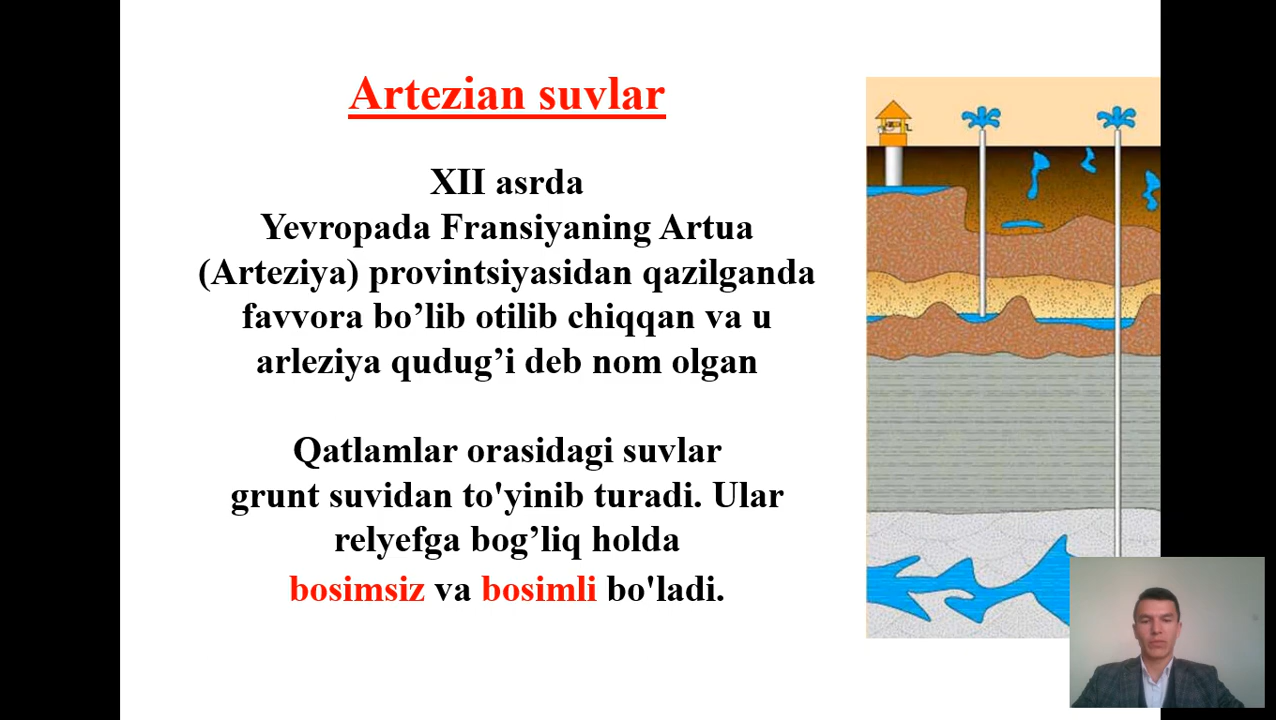 Artezian suvlar
XII asrda
Yevropada Fransiyaning Artua
(Arteziya) provintsiyasidan qazilganda
favvora bo’lib otilib chiqqan va u
arleziya qudug’i deb nom olgan
Qatlamlar orasidagi suvlar
grunt suvidan to'yinib turadi. Ular
relyefga bog’liq holda
bosimsiz va bosimli bo'ladi.